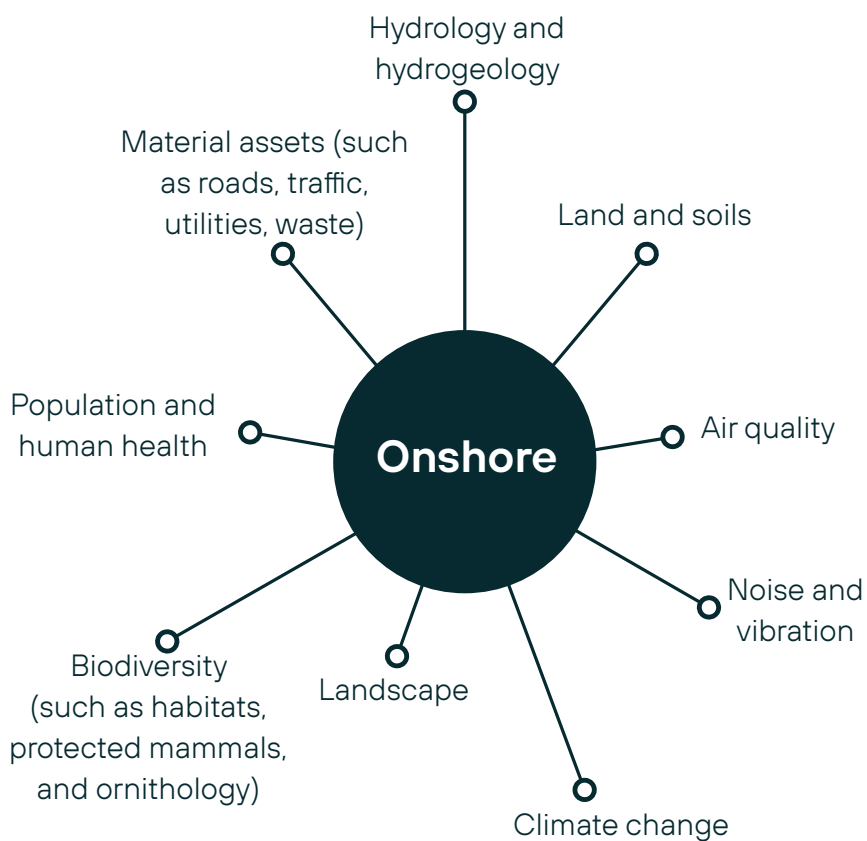 Hydrology and
hydrogeology
Material assets (such
as roads, traffic,
utilities, waste)
Land and soils
Population and
human health
Air quality
Onshore
Noise and
vibration
Biodiversity
(such as habitats,
protected mammals,
and ornithology)
Landscape
Climate change